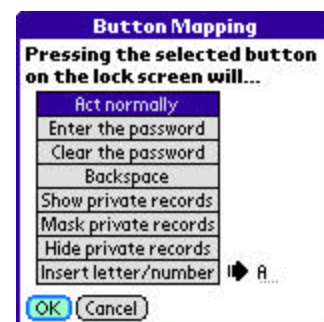 Button Mapping
Pressing the selected button
on the lock screen will...
Act normally
Enter the password
Clear the password
Backspace
Show private records
Mask private records
Hide private records
Insert letter/number A
OK Cancel